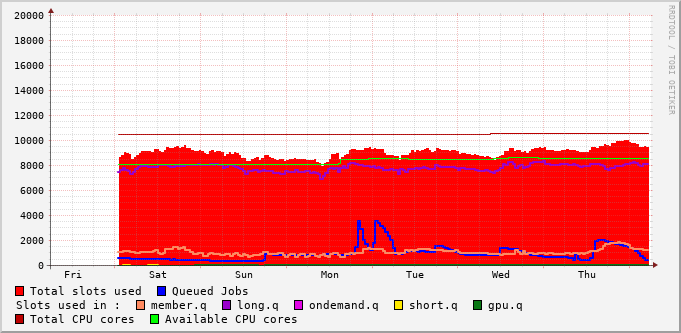 20000
18000
16000
14000
12000
10000
8000
6000
4000
2000
0
Fri Sat Sun Mon Tue Wed Thu
RRDTOOL / TOBI OETIKER
Total slots used Queued Jobs
Slots used in : member.q long.q ondemand.q short.q gpu.q
Total CPU cores Available CPU cores